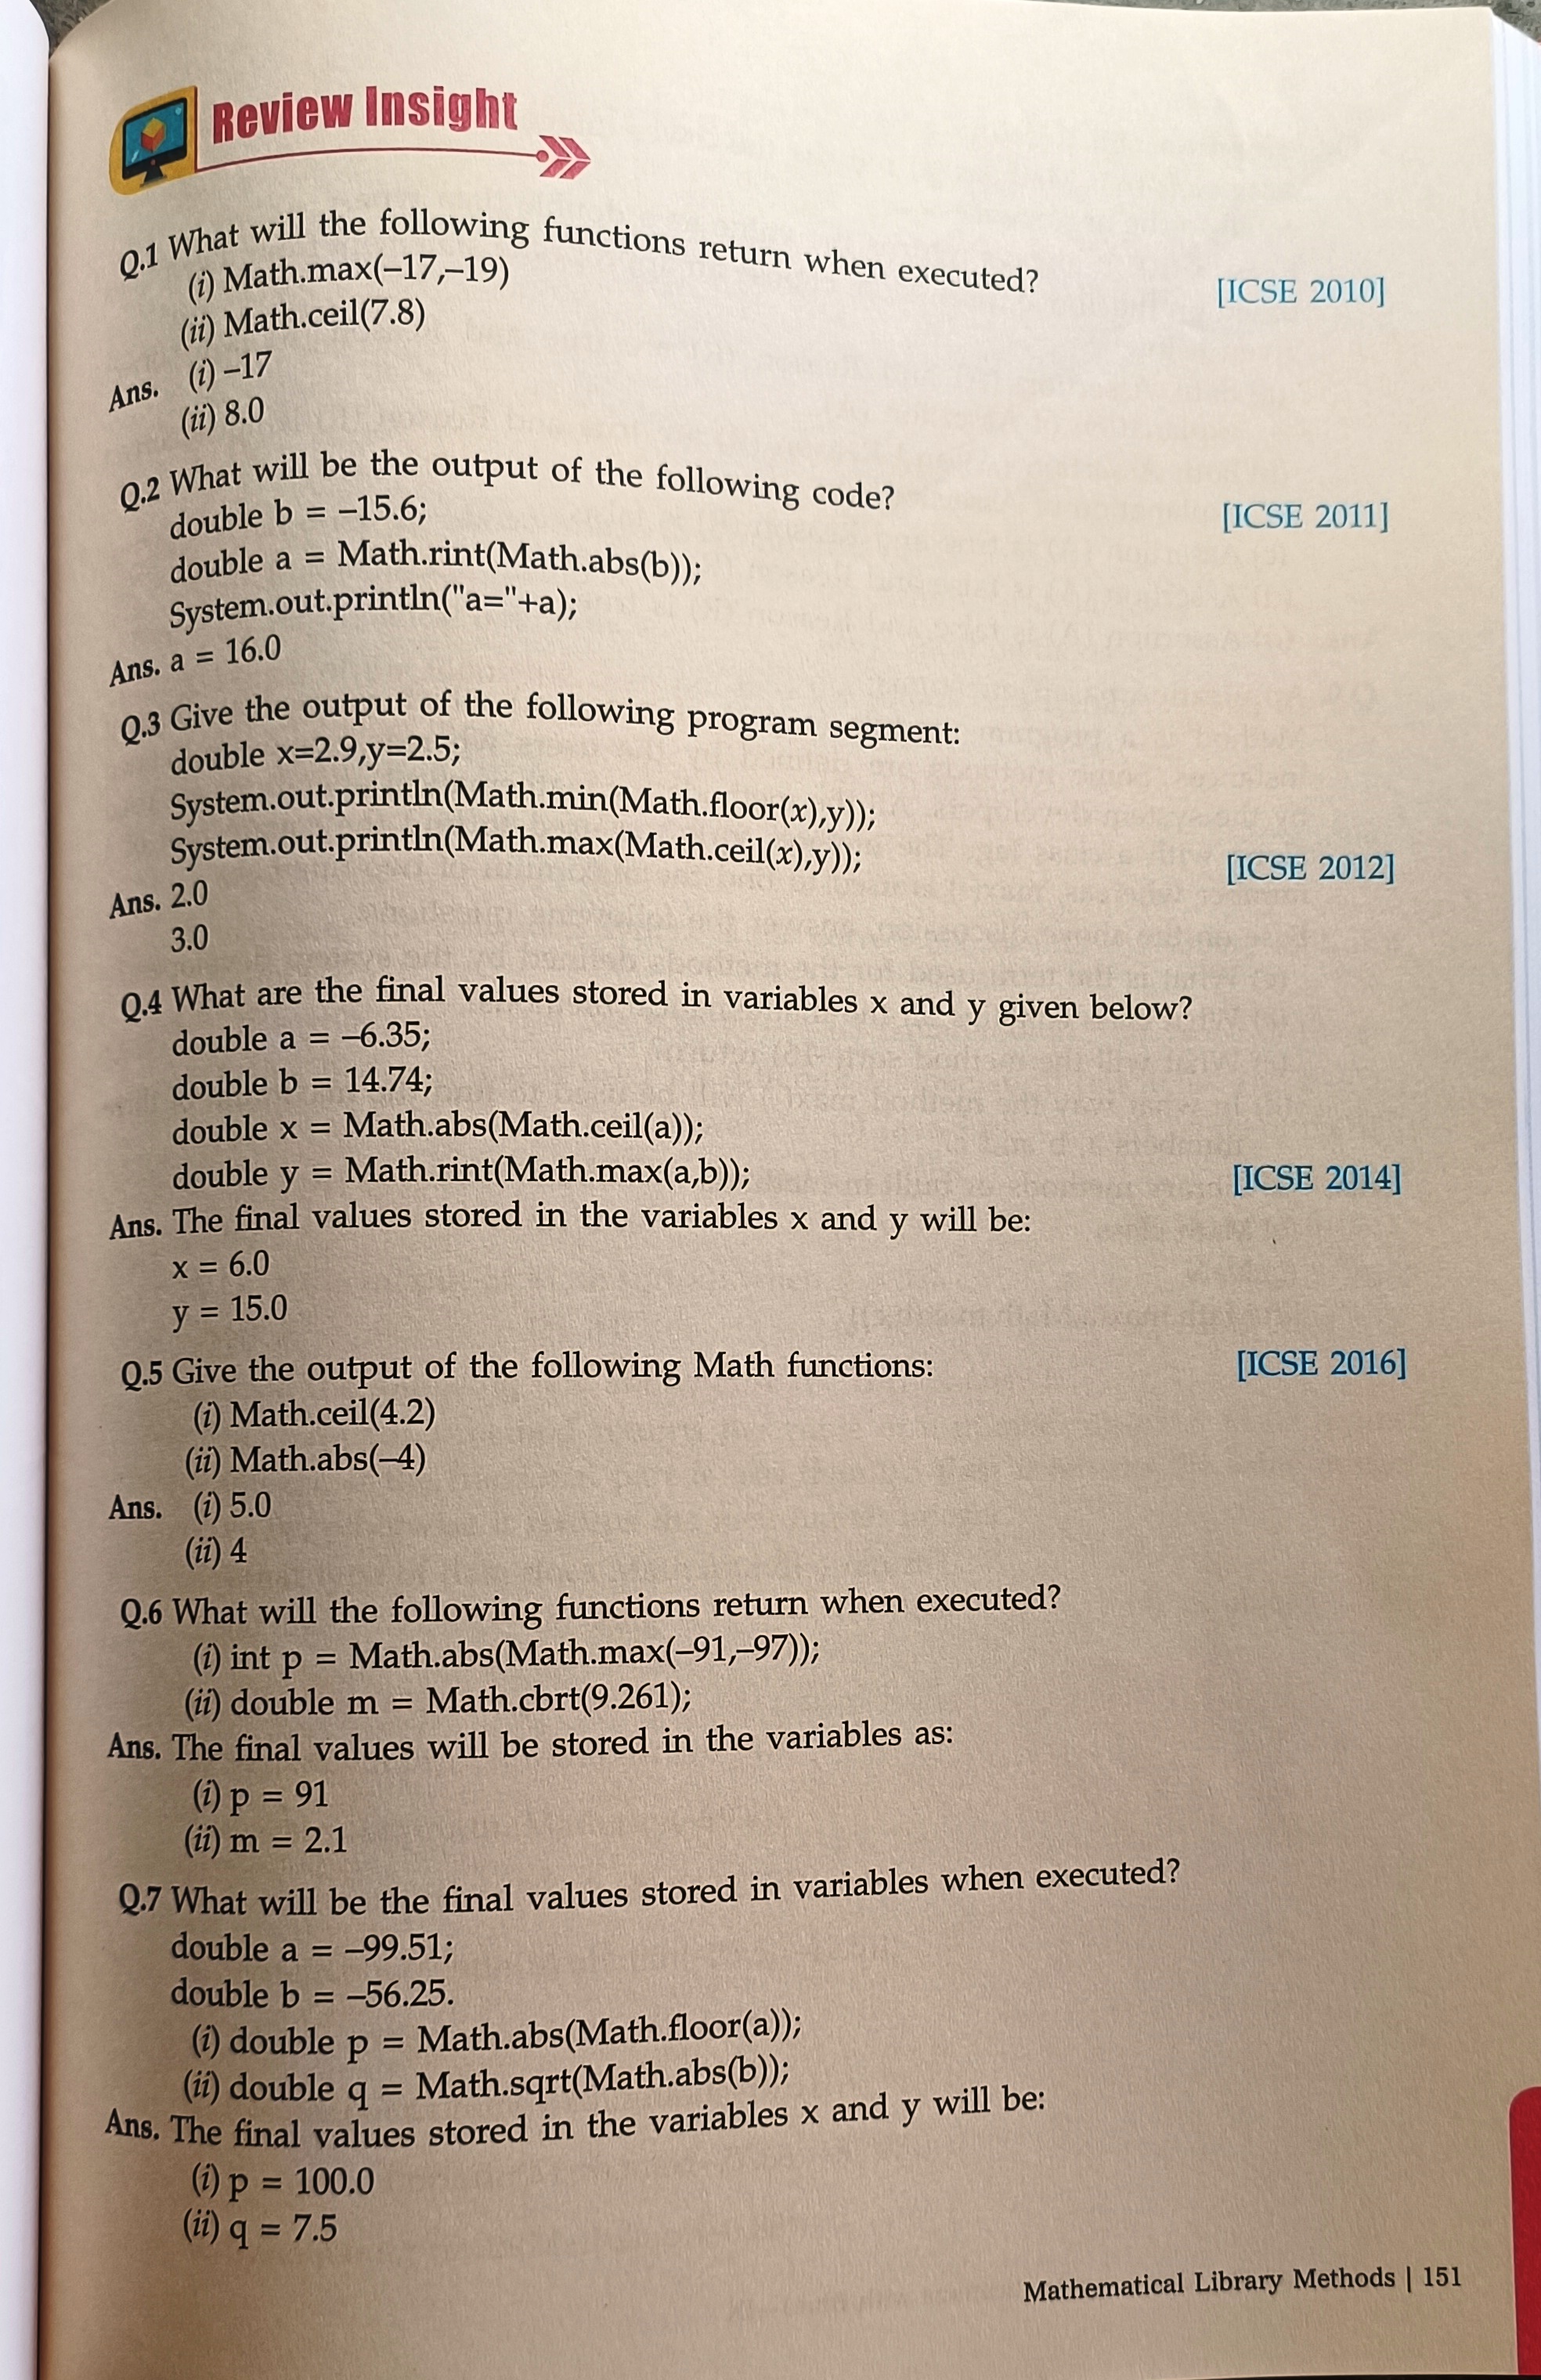 Review Insight
Q.1 What will the following functions return when executed? [ICSE 2010]
(i) Math.max(–17,–19)
(ii) Math.ceil(7.8)
Ans. (i) –17
(ii) 8.0
Q.2 What will be the output of the following code? [ICSE 2011]
double b = –15.6;
double a = Math.rint(Math.abs(b));
System.out.println("a="+a);
Ans. a = 16.0
Q.3 Give the output of the following program segment:
double x=2.9,y=2.5;
System.out.println(Math.min(Math.floor(x),y));
System.out.println(Math.max(Math.ceil(x),y)); [ICSE 2012]
Ans. 2.0
3.0
Q.4 What are the final values stored in variables x and y given below?
double a = –6.35;
double b = 14.74;
double x = Math.abs(Math.ceil(a));
double y = Math.rint(Math.max(a,b)); [ICSE 2014]
Ans. The final values stored in the variables x and y will be:
x = 6.0
y = 15.0
Q.5 Give the output of the following Math functions: [ICSE 2016]
(i) Math.ceil(4.2)
(ii) Math.abs(–4)
Ans. (i) 5.0
(ii) 4
Q.6 What will the following functions return when executed?
(i) int p = Math.abs(Math.max(–91,–97));
(ii) double m = Math.cbrt(9.261);
Ans. The final values will be stored in the variables as:
(i) p = 91
(ii) m = 2.1
Q.7 What will be the final values stored in variables when executed?
double a = –99.51;
double b = –56.25.
(i) double p = Math.abs(Math.floor(a));
(ii) double q = Math.sqrt(Math.abs(b));
Ans. The final values stored in the variables x and y will be:
(i) p = 100.0
(ii) q = 7.5
Mathematical Library Methods | 151